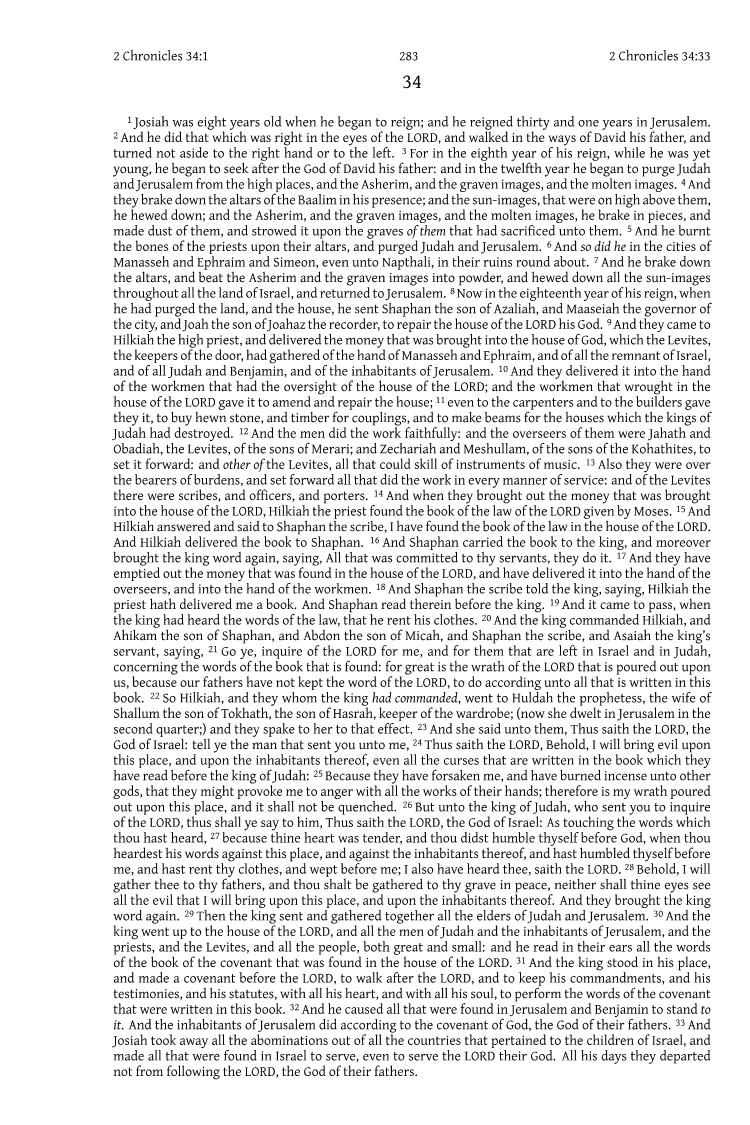 2 Chronicles 34:1 283 2 Chronicles 34:33
34
1 Josiah was eight years old when he began to reign; and he reigned thirty and one years in Jerusalem.
2 And he did that which was right in the eyes of the LORD, and walked in the ways of David his father, and
turned not aside to the right hand or to the left. 3 For in the eighth year of his reign, while he was yet
young, he began to seek after the God of David his father: and in the twelfth year he began to purge Judah
and Jerusalem from the high places, and the Asherim, and the graven images, and the molten images. 4 And
they brake down the altars of the Baalim in his presence; and the sun-images, that were on high above them,
he hewed down; and the Asherim, and the graven images, and the molten images, he brake in pieces, and
made dust of them, and strowed it upon the graves of them that had sacrificed unto them. 5 And he burnt
the bones of the priests upon their altars, and purged Judah and Jerusalem. 6 And so did he in the cities of
Manasseh and Ephraim and Simeon, even unto Napthali, in their ruins round about. 7 And he brake down
the altars, and beat the Asherim and the graven images into powder, and hewed down all the sun-images
throughout all the land of Israel, and returned to Jerusalem. 8 Now in the eighteenth year of his reign, when
he had purged the land, and the house, he sent Shaphan the son of Azaliah, and Maaseiah the governor of
the city, and Joah the son of Joahaz the recorder, to repair the house of the LORD his God. 9 And they came to
Hilkiah the high priest, and delivered the money that was brought into the house of God, which the Levites,
the keepers of the door, had gathered of the hand of Manasseh and Ephraim, and of all the remnant of Israel,
and of all Judah and Benjamin, and of the inhabitants of Jerusalem. 10 And they delivered it into the hand
of the workmen that had the oversight of the house of the LORD; and the workmen that wrought in the
house of the LORD gave it to amend and repair the house; 11 even to the carpenters and to the builders gave
they it, to buy hewn stone, and timber for couplings, and to make beams for the houses which the kings of
Judah had destroyed. 12 And the men did the work faithfully: and the overseers of them were Jahath and
Obadiah, the Levites, of the sons of Merari; and Zechariah and Meshullam, of the sons of the Kohathites, to
set it forward: and other of the Levites, all that could skill of instruments of music. 13 Also they were over
the bearers of burdens, and set forward all that did the work in every manner of service: and of the Levites
there were scribes, and officers, and porters. 14 And when they brought out the money that was brought
into the house of the LORD, Hilkiah the priest found the book of the law of the LORD given by Moses. 15 And
Hilkiah answered and said to Shaphan the scribe, I have found the book of the law in the house of the LORD.
And Hilkiah delivered the book to Shaphan. 16 And Shaphan carried the book to the king, and moreover
brought the king word again, saying, All that was committed to thy servants, they do it. 17 And they have
emptied out the money that was found in the house of the LORD, and have delivered it into the hand of the
overseers, and into the hand of the workmen. 18 And Shaphan the scribe told the king, saying, Hilkiah the
priest hath delivered me a book. And Shaphan read therein before the king. 19 And it came to pass, when
the king had heard the words of the law, that he rent his clothes. 20 And the king commanded Hilkiah, and
Ahikam the son of Shaphan, and Abdon the son of Micah, and Shaphan the scribe, and Asaiah the king's
servant, saying, 21 Go ye, inquire of the LORD for me, and for them that are left in Israel and in Judah,
concerning the words of the book that is found: for great is the wrath of the LORD that is poured out upon
us, because our fathers have not kept the word of the LORD, to do according unto all that is written in this
book. 22 So Hilkiah, and they whom the king had commanded, went to Huldah the prophetess, the wife of
Shallum the son of Tokhath, the son of Hasrah, keeper of the wardrobe; (now she dwelt in Jerusalem in the
second quarter;) and they spake to her to that effect. 23 And she said unto them, Thus saith the LORD, the
God of Israel: tell ye the man that sent you unto me, 24 Thus saith the LORD, Behold, I will bring evil upon
this place, and upon the inhabitants thereof, even all the curses that are written in the book which they
have read before the king of Judah: 25 Because they have forsaken me, and have burned incense unto other
gods, that they might provoke me to anger with all the works of their hands; therefore is my wrath poured
out upon this place, and it shall not be quenched. 26 But unto the king of Judah, who sent you to inquire
of the LORD, thus shall ye say to him, Thus saith the LORD, the God of Israel: As touching the words which
thou hast heard, 27 because thine heart was tender, and thou didst humble thyself before God, when thou
heardest his words against this place, and against the inhabitants thereof, and hast humbled thyself before
me, and hast rent thy clothes, and wept before me; I also have heard thee, saith the LORD. 28 Behold, I will
gather thee to thy fathers, and thou shalt be gathered to thy grave in peace, neither shall thine eyes see
all the evil that I will bring upon this place, and upon the inhabitants thereof. And they brought the king
word again. 29 Then the king sent and gathered together all the elders of Judah and Jerusalem. 30 And the
king went up to the house of the LORD, and all the men of Judah and the inhabitants of Jerusalem, and the
priests, and the Levites, and all the people, both great and small: and he read in their ears all the words
of the book of the covenant that was found in the house of the LORD. 31 And the king stood in his place,
and made a covenant before the LORD, to walk after the LORD, and to keep his commandments, and his
testimonies, and his statutes, with all his heart, and with all his soul, to perform the words of the covenant
that were written in this book. 32 And he caused all that were found in Jerusalem and Benjamin to stand to
it. And the inhabitants of Jerusalem did according to the covenant of God, the God of their fathers. 33 And
Josiah took away all the abominations out of all the countries that pertained to the children of Israel, and
made all that were found in Israel to serve, even to serve the LORD their God. All his days they departed
not from following the LORD, the God of their fathers.